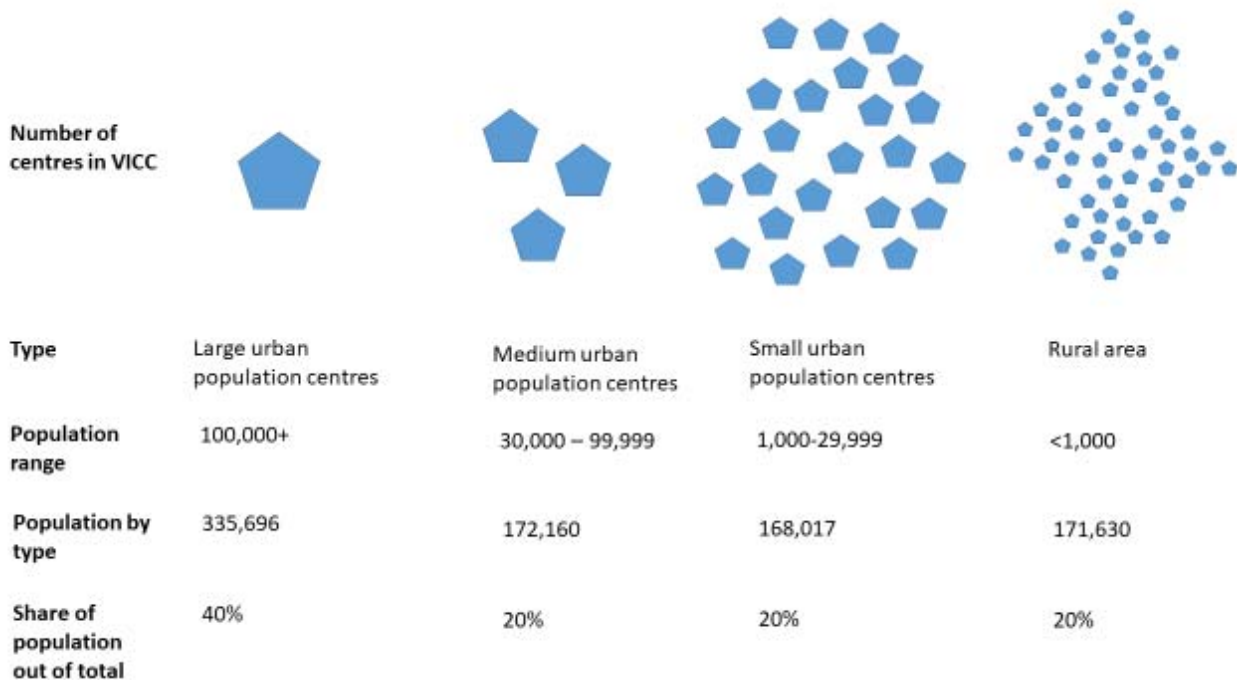 Number of
centres in VICC
Type
Large urban
population centres
Medium urban
population centres
Small urban
population centres
Rural area
Population
range
100,000+
30,000 – 99,999
1,000-29,999
<1,000
Population by
type
335,696
172,160
168,017
171,630
Share of
population
out of total
40%
20%
20%
20%